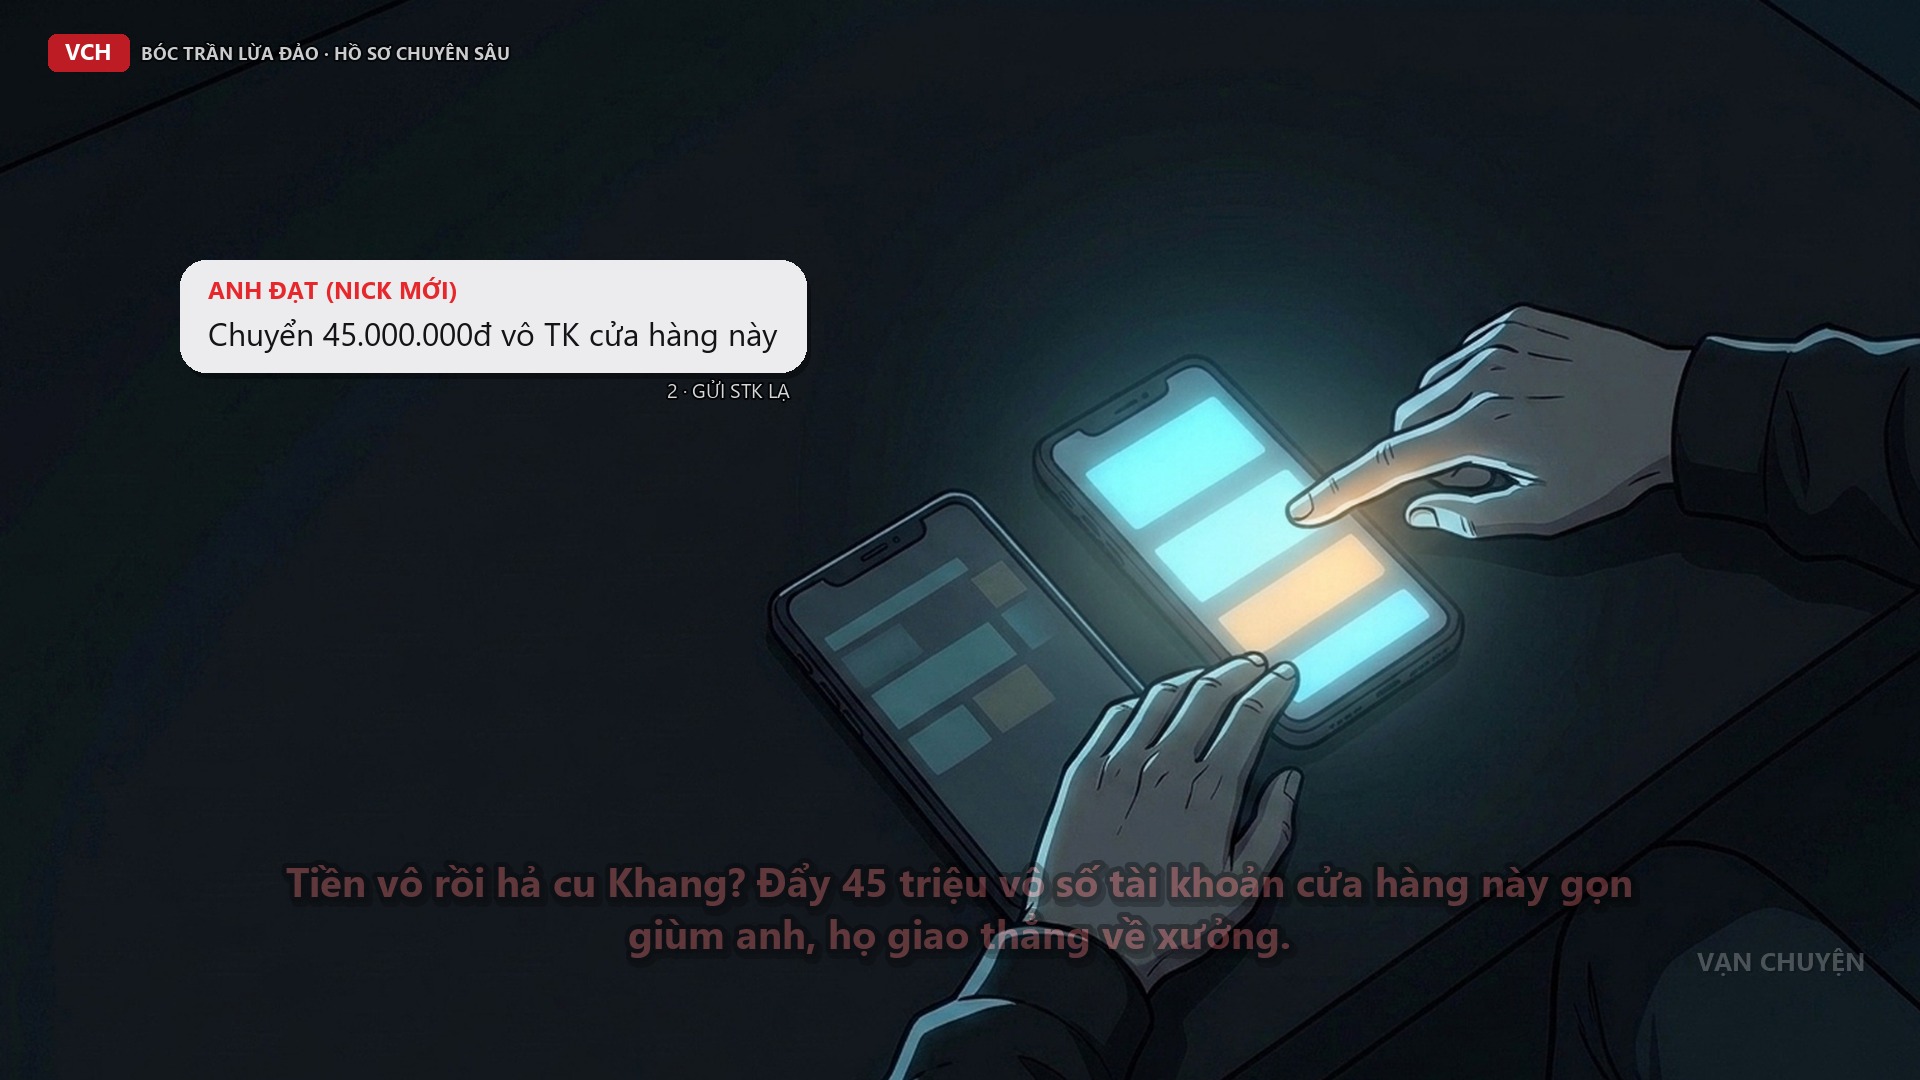 VCH BÓC TRẦN LỪA ĐẢO · HỒ SƠ CHUYÊN SÂU
ANH ĐẠT (NICK MỚI)
Chuyển 45.000.000đ vô TK cửa hàng này
2 · GỬI STK LẠ
Tiền vô rồi hả cu Khang? Đẩy 45 triệu vô số tài khoản cửa hàng này gọn
giùm anh, họ giao thẳng về xưởng.
VẠN CHUYỆN